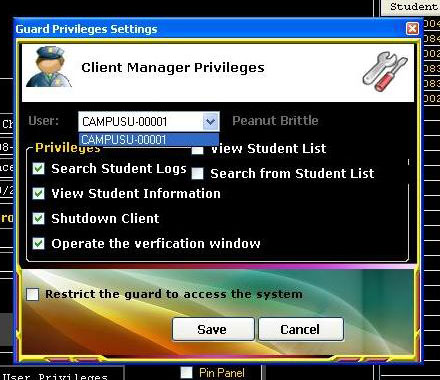 Student
Guard Privileges Settings
Client Manager Privileges
User: CAMPUSU-00001 Peanut Brittle
CAMPUSU-00001
Privileges
View Student List
Search Student Logs
Search from Student List
View Student Information
Shutdown Client
Operate the verfication window
Restrict the guard to access the system
Save Cancel
User Privileges
Pin Panel